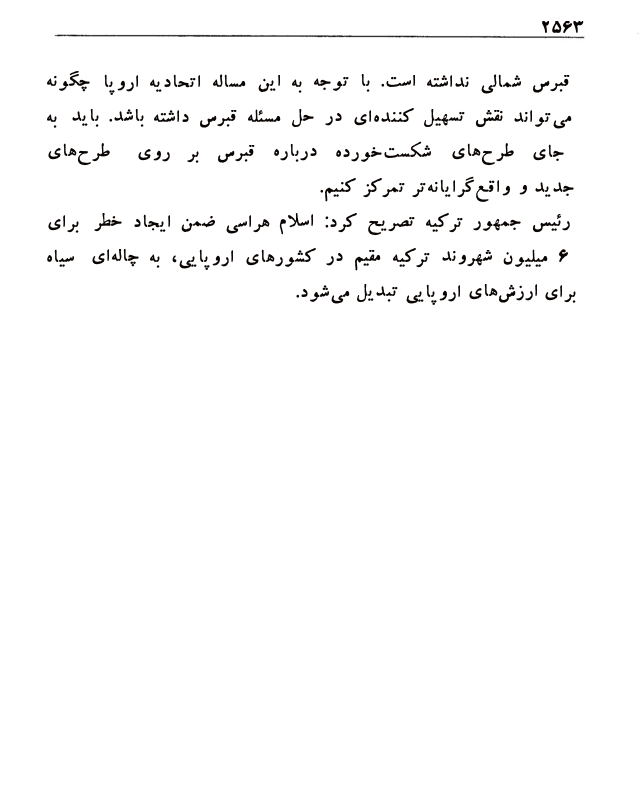 ۲۵۶۳
قبرس شمالی نداشته است. با توجه به این مساله اتحادیه اروپا چگونه
می‌تواند نقش تسهیل کننده‌ای در حل مسئله قبرس داشته باشد. باید به
جای طرح‌های شکست‌خورده درباره قبرس بر روی طرح‌های
جدید و واقع‌گرایانه‌تر تمرکز کنیم.
رئیس جمهور ترکیه تصریح کرد: اسلام هراسی ضمن ایجاد خطر برای
۶ میلیون شهروند ترکیه مقیم در کشورهای اروپایی، به چاله‌ای سیاه
برای ارزش‌های اروپایی تبدیل می‌شود.